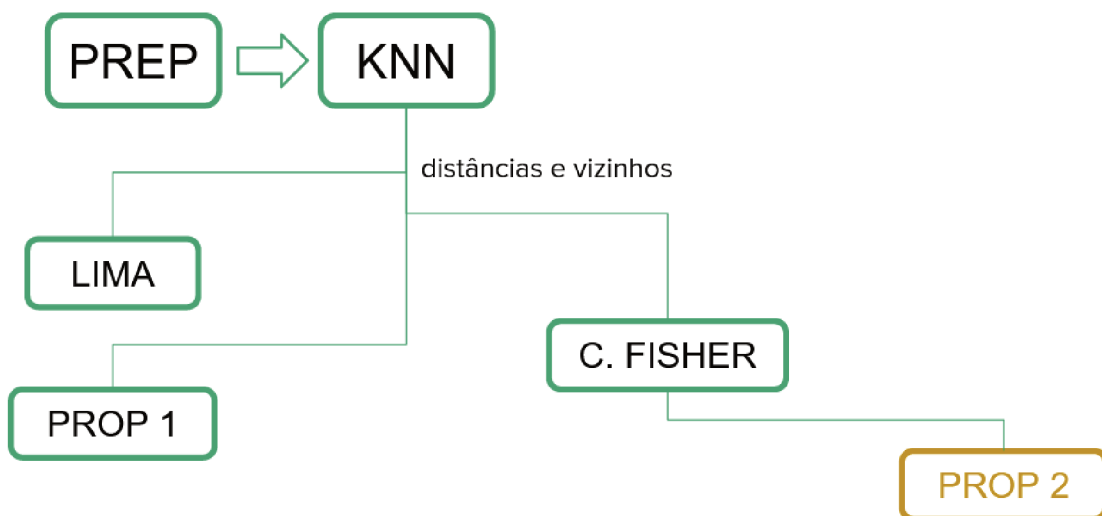 PREP
KNN
distâncias e vizinhos
LIMA
C. FISHER
PROP 1
PROP 2